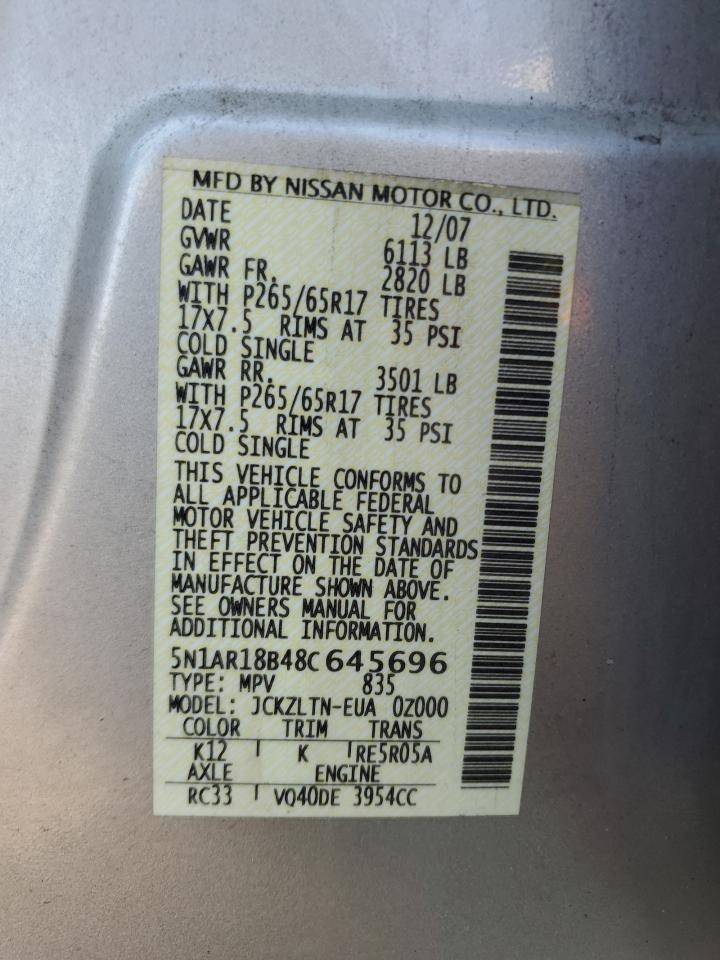 MFD BY NISSAN MOTOR CO., LTD.
DATE 12/07
GVWR 6113 LB
GAWR FR. 2820 LB
WITH P265/65R17 TIRES
17X7.5 RIMS AT 35 PSI
COLD SINGLE
GAWR RR. 3501 LB
WITH P265/65R17 TIRES
17X7.5 RIMS AT 35 PSI
COLD SINGLE
THIS VEHICLE CONFORMS TO
ALL APPLICABLE FEDERAL
MOTOR VEHICLE SAFETY AND
THEFT PREVENTION STANDARDS
IN EFFECT ON THE DATE OF
MANUFACTURE SHOWN ABOVE.
SEE OWNERS MANUAL FOR
ADDITIONAL INFORMATION.
5N1AR18B48C645696
TYPE: MPV 835
MODEL: JCKZLTN-EUA 0Z000
COLOR TRIM TRANS
K12 K RE5R05A
AXLE ENGINE
RC33 VQ40DE 3954CC